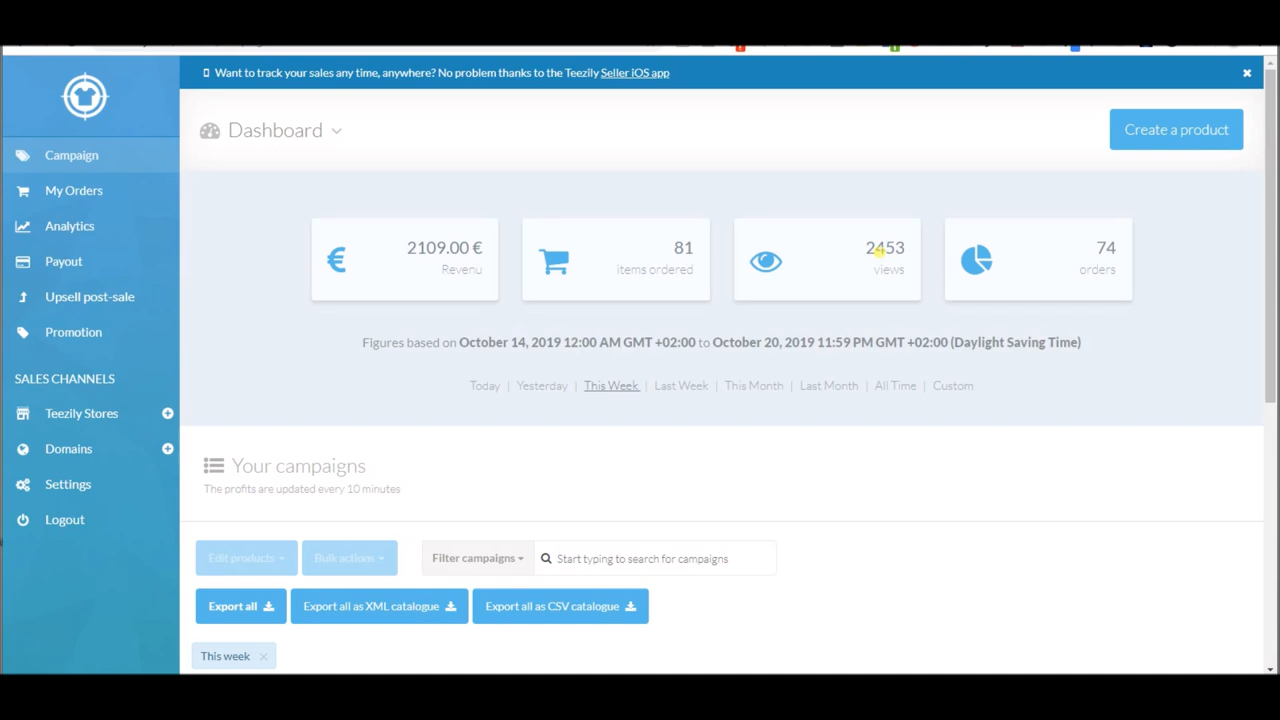 Want to track your sales any time, anywhere? No problem thanks to the Teezily Seller iOS app
Dashboard
Create a product
Campaign
My Orders
Analytics
Payout
Upsell post-sale
Promotion
SALES CHANNELS
Teezily Stores
Domains
Settings
Logout
2109.00 €
Revenu
81
items ordered
2453
views
74
orders
Figures based on October 14, 2019 12:00 AM GMT +02:00 to October 20, 2019 11:59 PM GMT +02:00 (Daylight Saving Time)
Today | Yesterday | This Week | Last Week | This Month | Last Month | All Time | Custom
Your campaigns
The profits are updated every 10 minutes
Edit products
Bulk actions
Filter campaigns
Start typing to search for campaigns
Export all
Export all as XML catalogue
Export all as CSV catalogue
This week